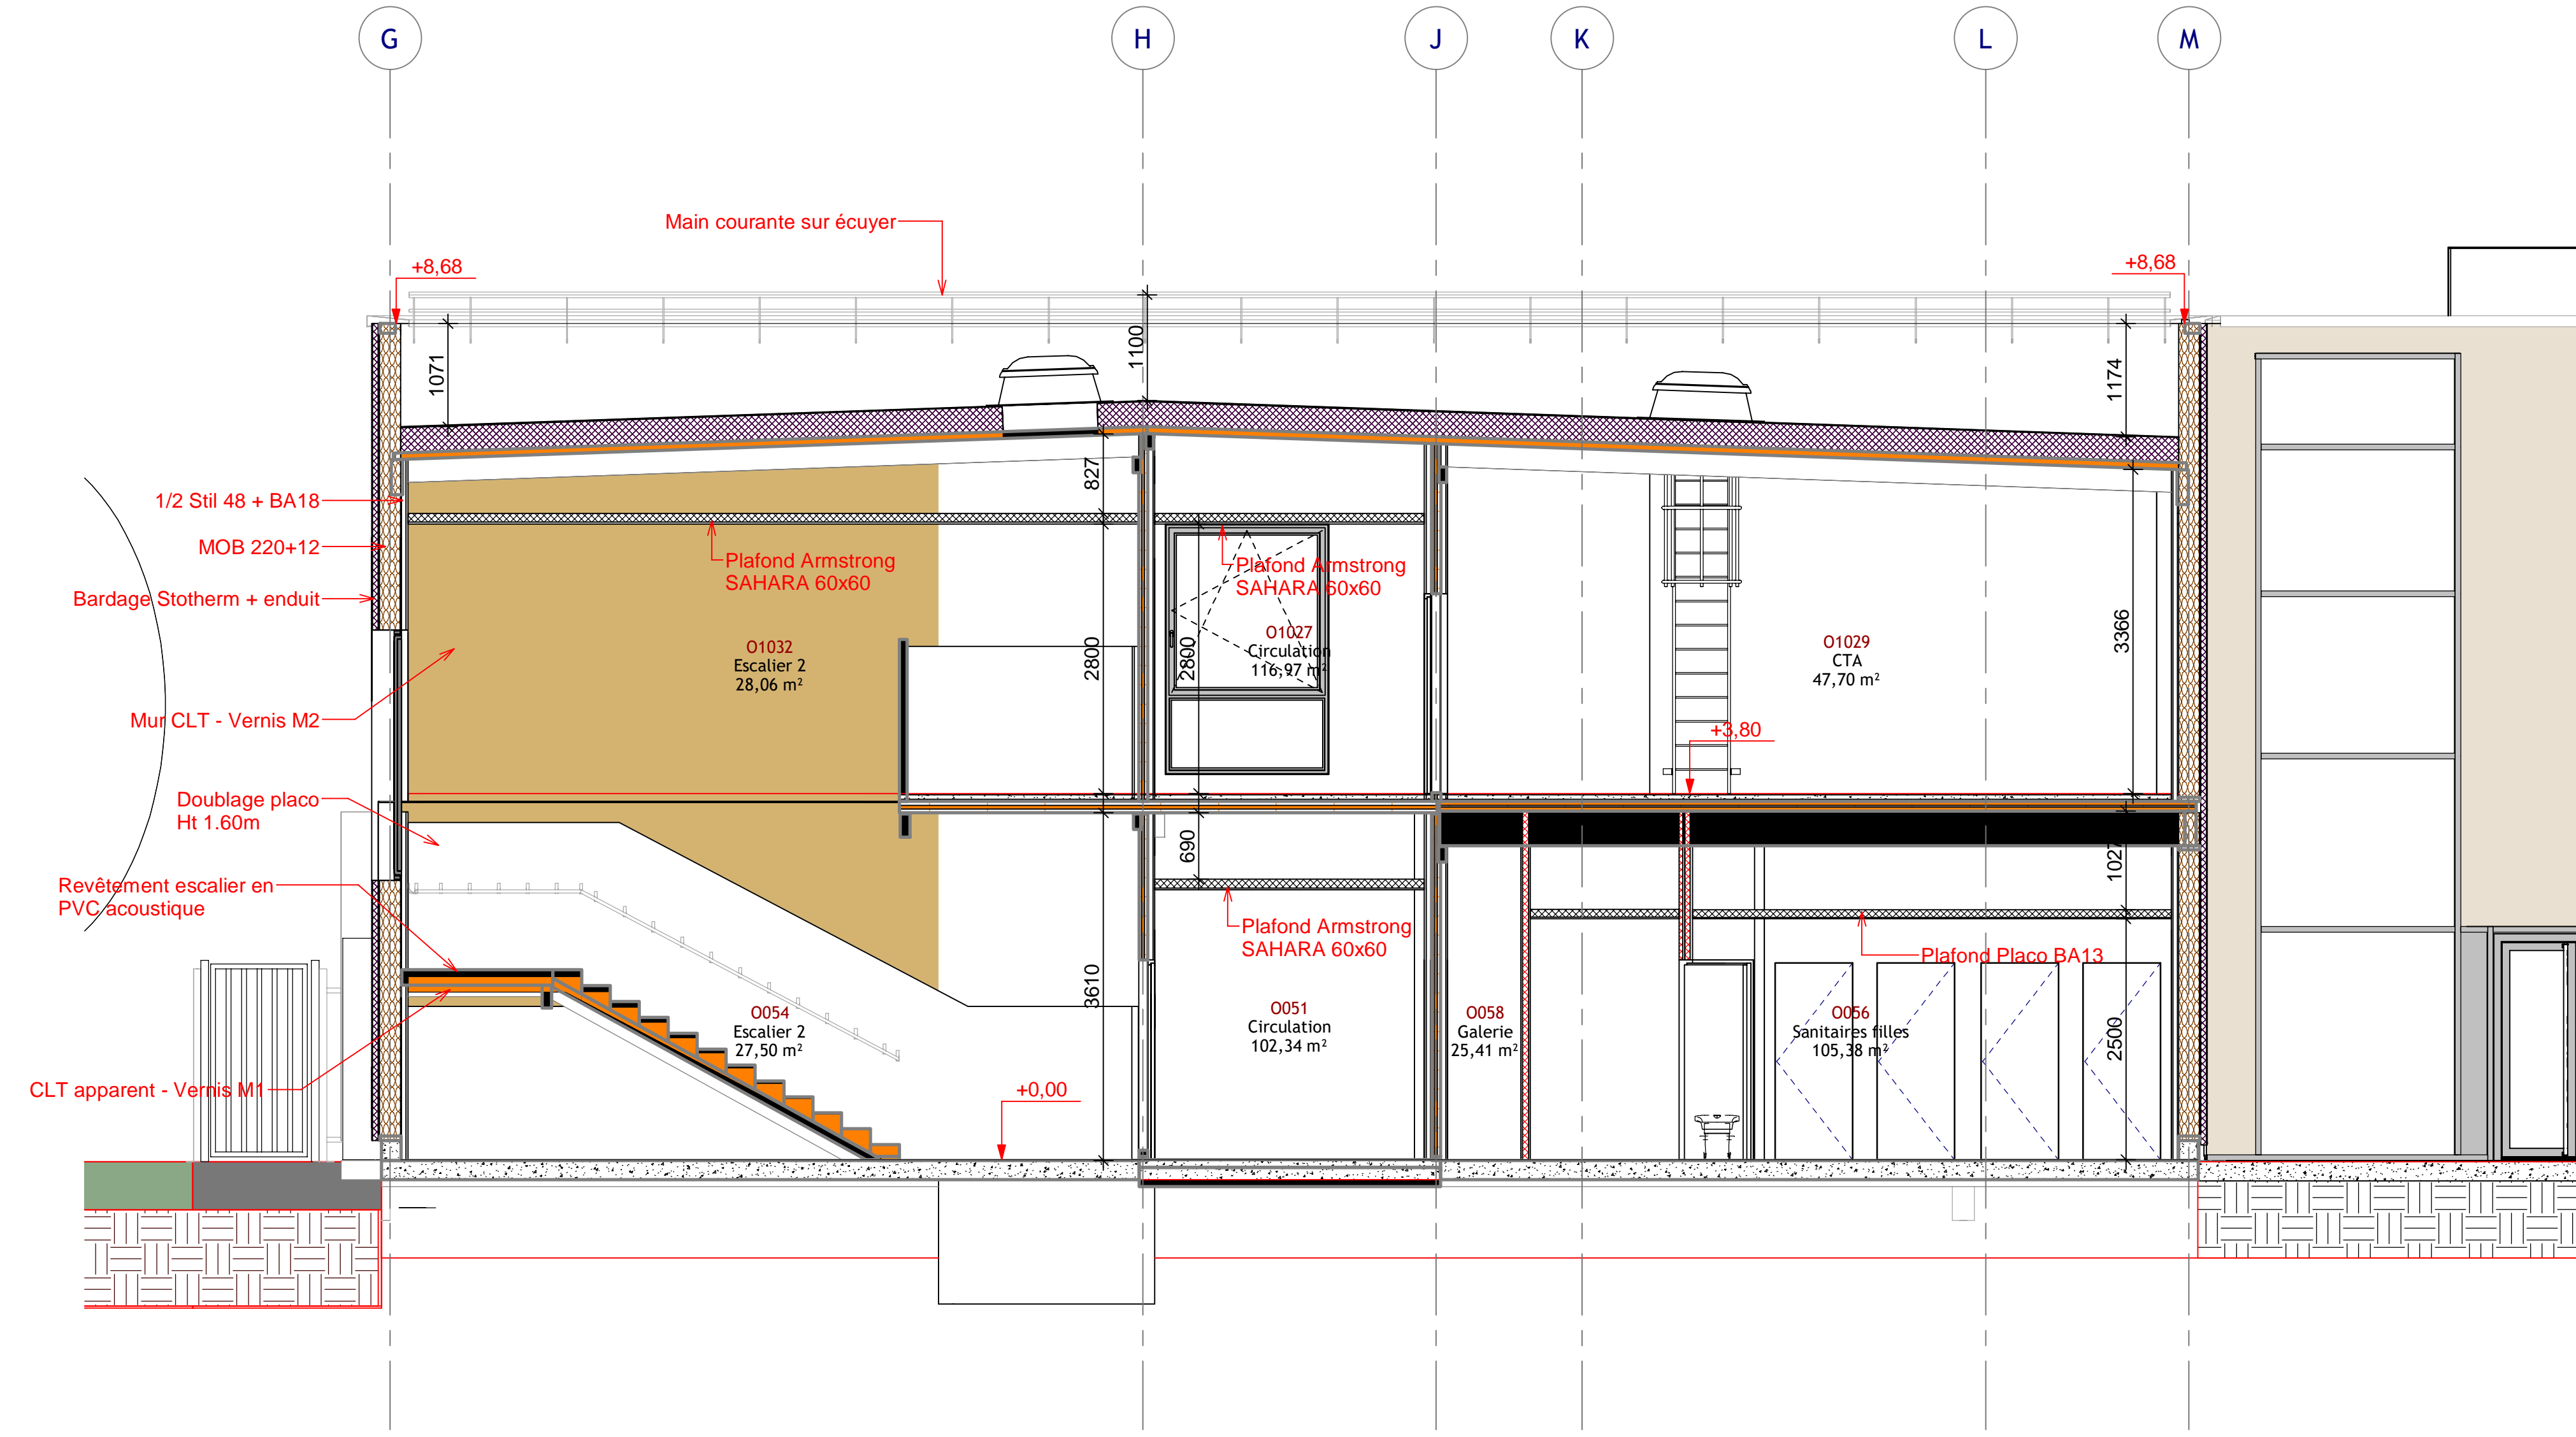 G
H
J
K
L
M
Main courante sur écuyer
+8,68
+8,68
1071
1100
1174
827
1/2 Stil 48 + BA18
MOB 220+12
Bardage Stotherm + enduit
Plafond Armstrong
SAHARA 60x60
Plafond Armstrong
SAHARA 60x60
O1032
Escalier 2
28,06 m²
2800
2800
O1027
Circulation
116,97 m²
O1029
CTA
47,70 m²
3366
Mur CLT - Vernis M2
+3,80
Doublage placo
Ht 1.60m
690
1027
Revêtement escalier en
PVC acoustique
Plafond Armstrong
SAHARA 60x60
Plafond Placo BA13
3610
O054
Escalier 2
27,50 m²
O051
Circulation
102,34 m²
O058
Galerie
25,41 m²
O056
Sanitaires filles
105,38 m²
2500
CLT apparent - Vernis M1
+0,00